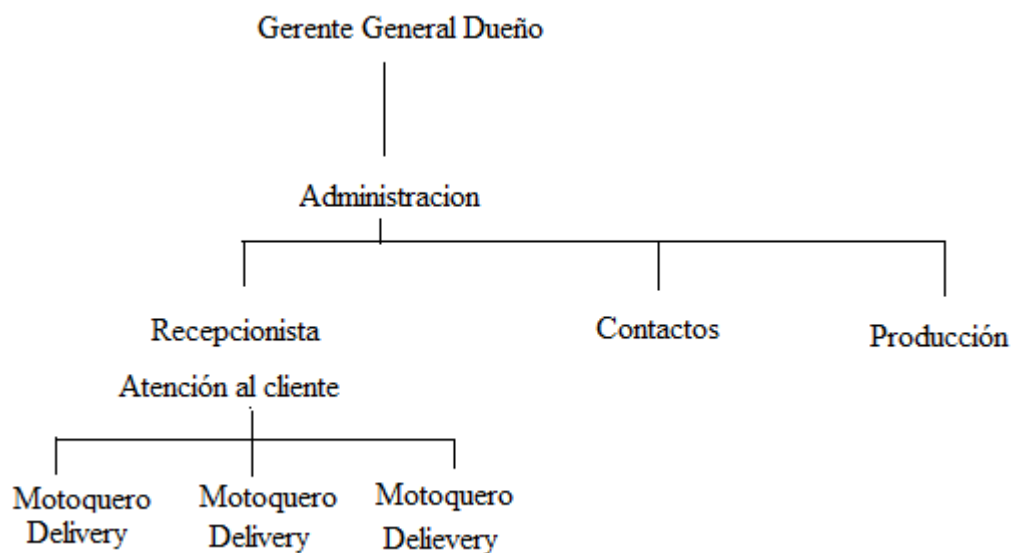 Gerente General Dueño
Administracion
Recepcionista
Contactos
Producción
Atención al cliente
Motoquero
Delivery
Motoquero
Delivery
Motoquero
Delievery